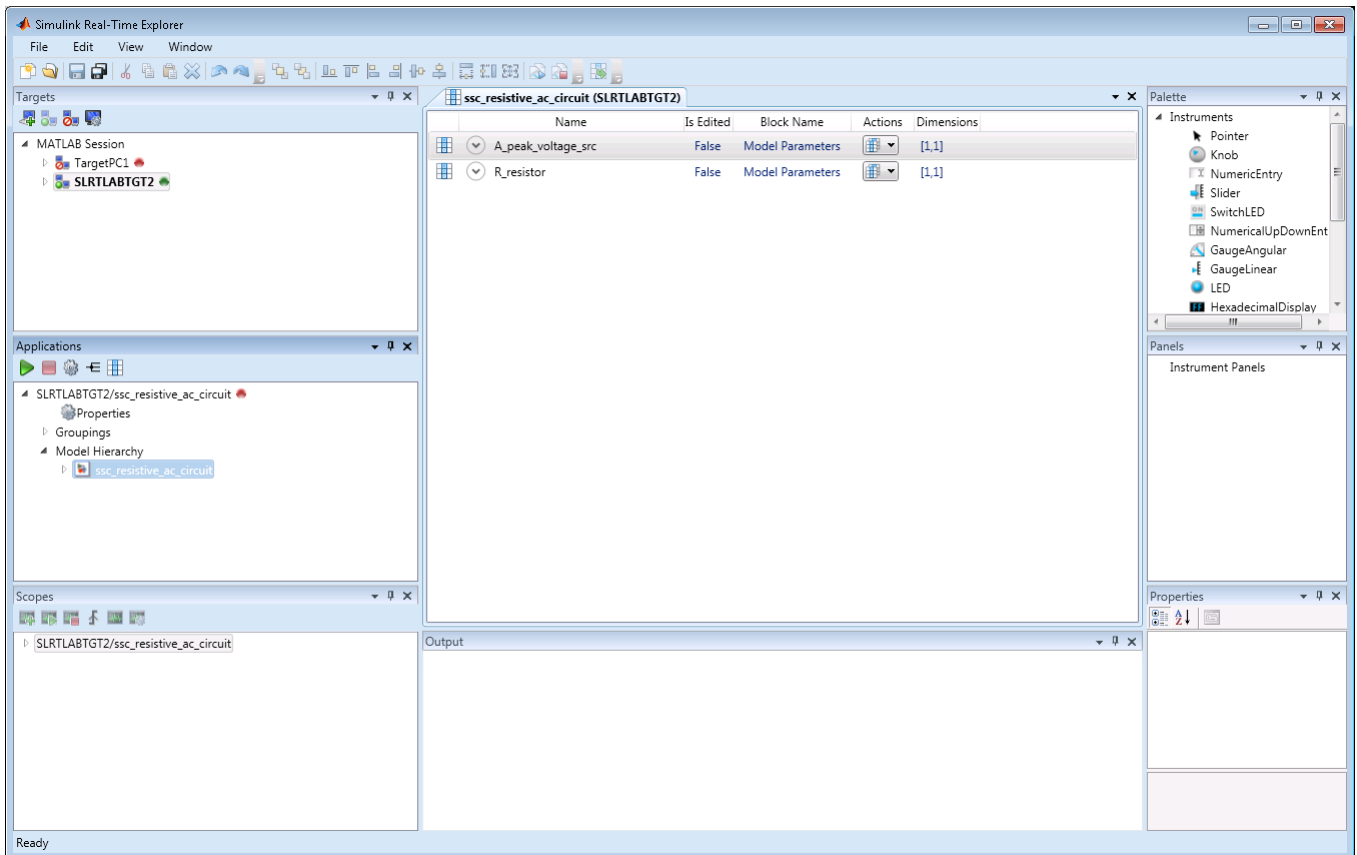 Simulink Real-Time Explorer
File Edit View Window
Targets
MATLAB Session
TargetPC1
SLRTLABTGT2
Applications
SLRTLABTGT2/ssc_resistive_ac_circuit
Properties
Groupings
Model Hierarchy
ssc_resistive_ac_circuit
Scopes
SLRTLABTGT2/ssc_resistive_ac_circuit
ssc_resistive_ac_circuit (SLRTLABTGT2)
Name Is Edited Block Name Actions Dimensions
A_peak_voltage_src False Model Parameters [1,1]
R_resistor False Model Parameters [1,1]
Output
Palette
Instruments
Pointer
Knob
NumericEntry
Slider
SwitchLED
NumericalUpDownEnt
GaugeAngular
GaugeLinear
LED
HexadecimalDisplay
Panels
Instrument Panels
Properties
Ready